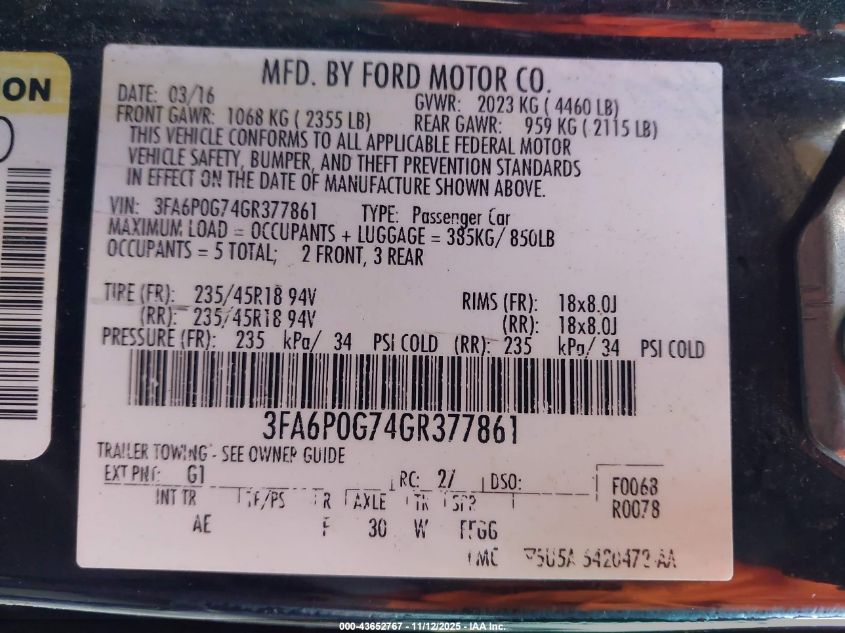 ION
MFD. BY FORD MOTOR CO.
DATE: 03/16 GVWR: 2023 KG ( 4460 LB)
FRONT GAWR: 1068 KG ( 2355 LB) REAR GAWR: 959 KG ( 2115 LB)
THIS VEHICLE CONFORMS TO ALL APPLICABLE FEDERAL MOTOR
VEHICLE SAFETY, BUMPER, AND THEFT PREVENTION STANDARDS
IN EFFECT ON THE DATE OF MANUFACTURE SHOWN ABOVE.
VIN: 3FA6P0G74GR377861 TYPE: Passenger Car
MAXIMUM LOAD = OCCUPANTS + LUGGAGE = 385KG/ 850LB
OCCUPANTS = 5 TOTAL; 2 FRONT, 3 REAR
TIRE (FR): 235/45R18 94V RIMS (FR): 18x8.0J
(RR): 235/45R18 94V (RR): 18x8.0J
PRESSURE (FR): 235 kPa/ 34 PSI COLD (RR): 235 kPa/ 34 PSI COLD
3FA6P0G74GR377861
TRAILER TOWING - SEE OWNER GUIDE
EXT PNT: G1 RC: 27 DSO: F0068
INT TR TP/PS R AXLE TR SPR R0078
AE F 30 W FFGG
000-43652767 - 11/12/2025 - IAA Inc.